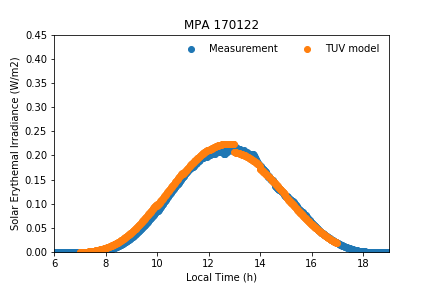 MPA 170122
Measurement
TUV model
Solar Erythemal Irradiance (W/m2)
0.45
0.40
0.35
0.30
0.25
0.20
0.15
0.10
0.05
0.00
6 8 10 12 14 16 18
Local Time (h)